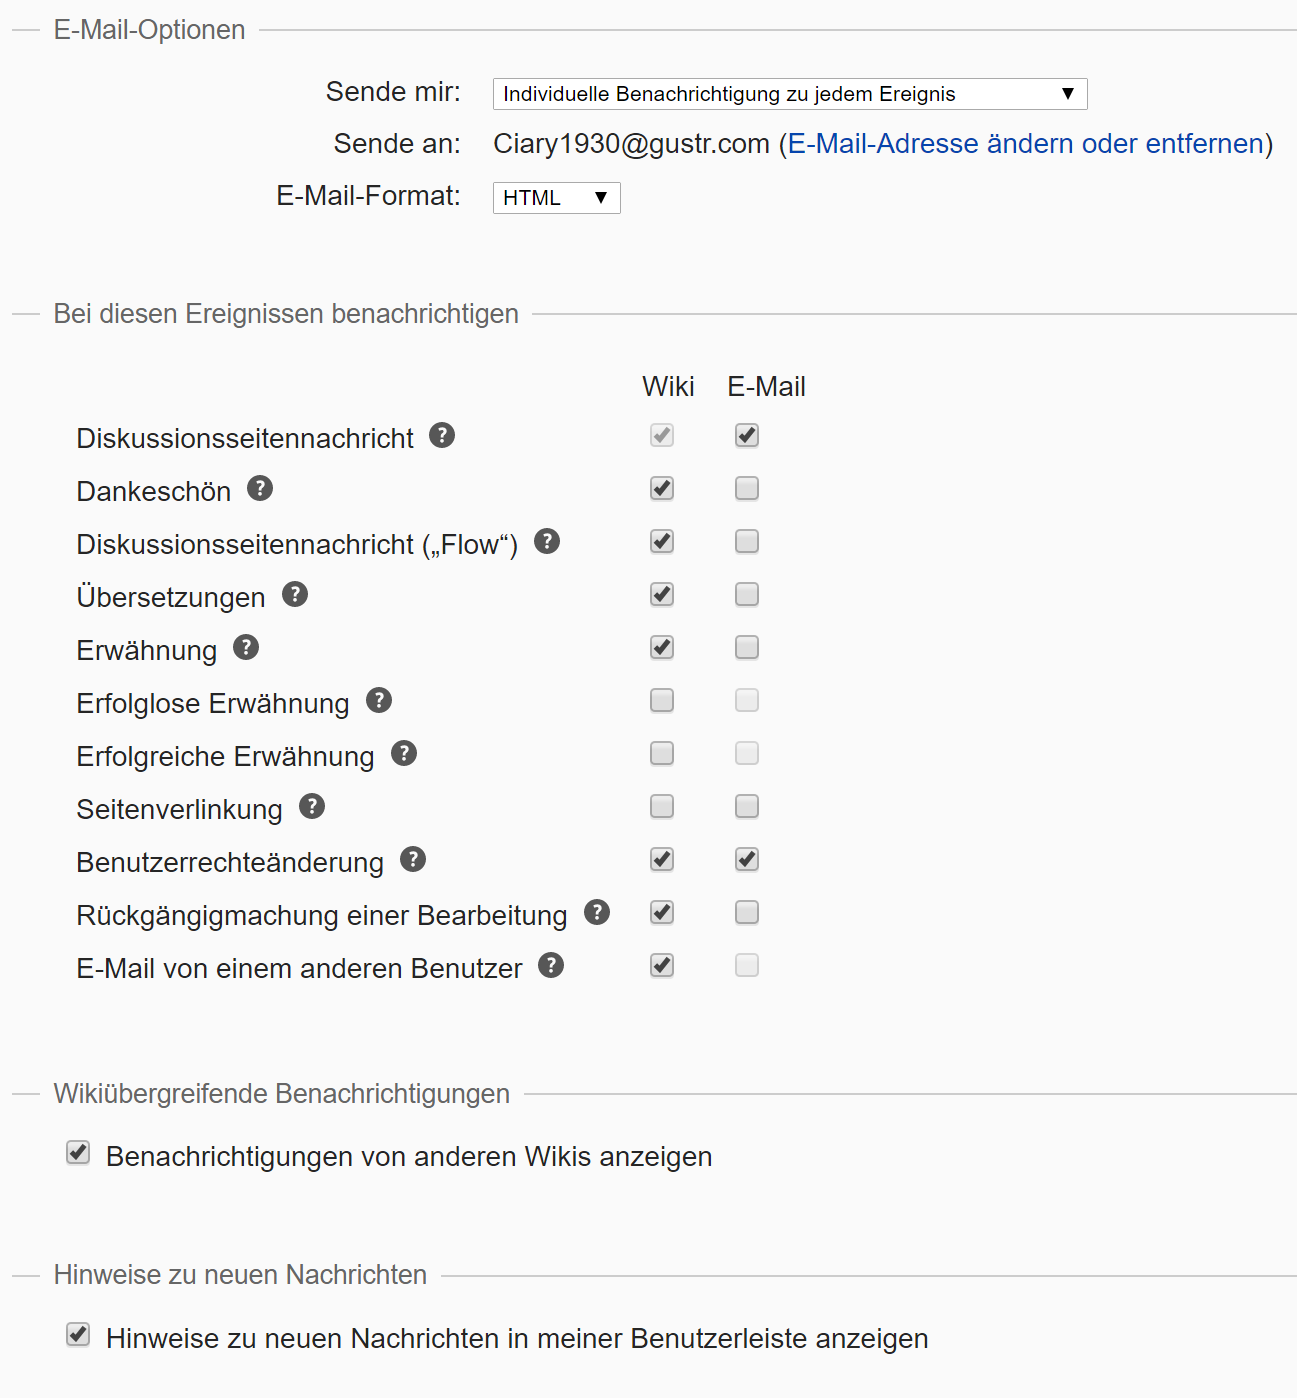 E-Mail-Optionen
Sende mir: Individuelle Benachrichtigung zu jedem Ereignis
Sende an: Ciary1930@gustr.com (E-Mail-Adresse ändern oder entfernen)
E-Mail-Format: HTML
Bei diesen Ereignissen benachrichtigen
Wiki E-Mail
Diskussionsseitennachricht ?
Dankeschön ?
Diskussionsseitennachricht („Flow“) ?
Übersetzungen ?
Erwähnung ?
Erfolglose Erwähnung ?
Erfolgreiche Erwähnung ?
Seitenverlinkung ?
Benutzerrechteänderung ?
Rückgängigmachung einer Bearbeitung ?
E-Mail von einem anderen Benutzer ?
Wikiübergreifende Benachrichtigungen
Benachrichtigungen von anderen Wikis anzeigen
Hinweise zu neuen Nachrichten
Hinweise zu neuen Nachrichten in meiner Benutzerleiste anzeigen